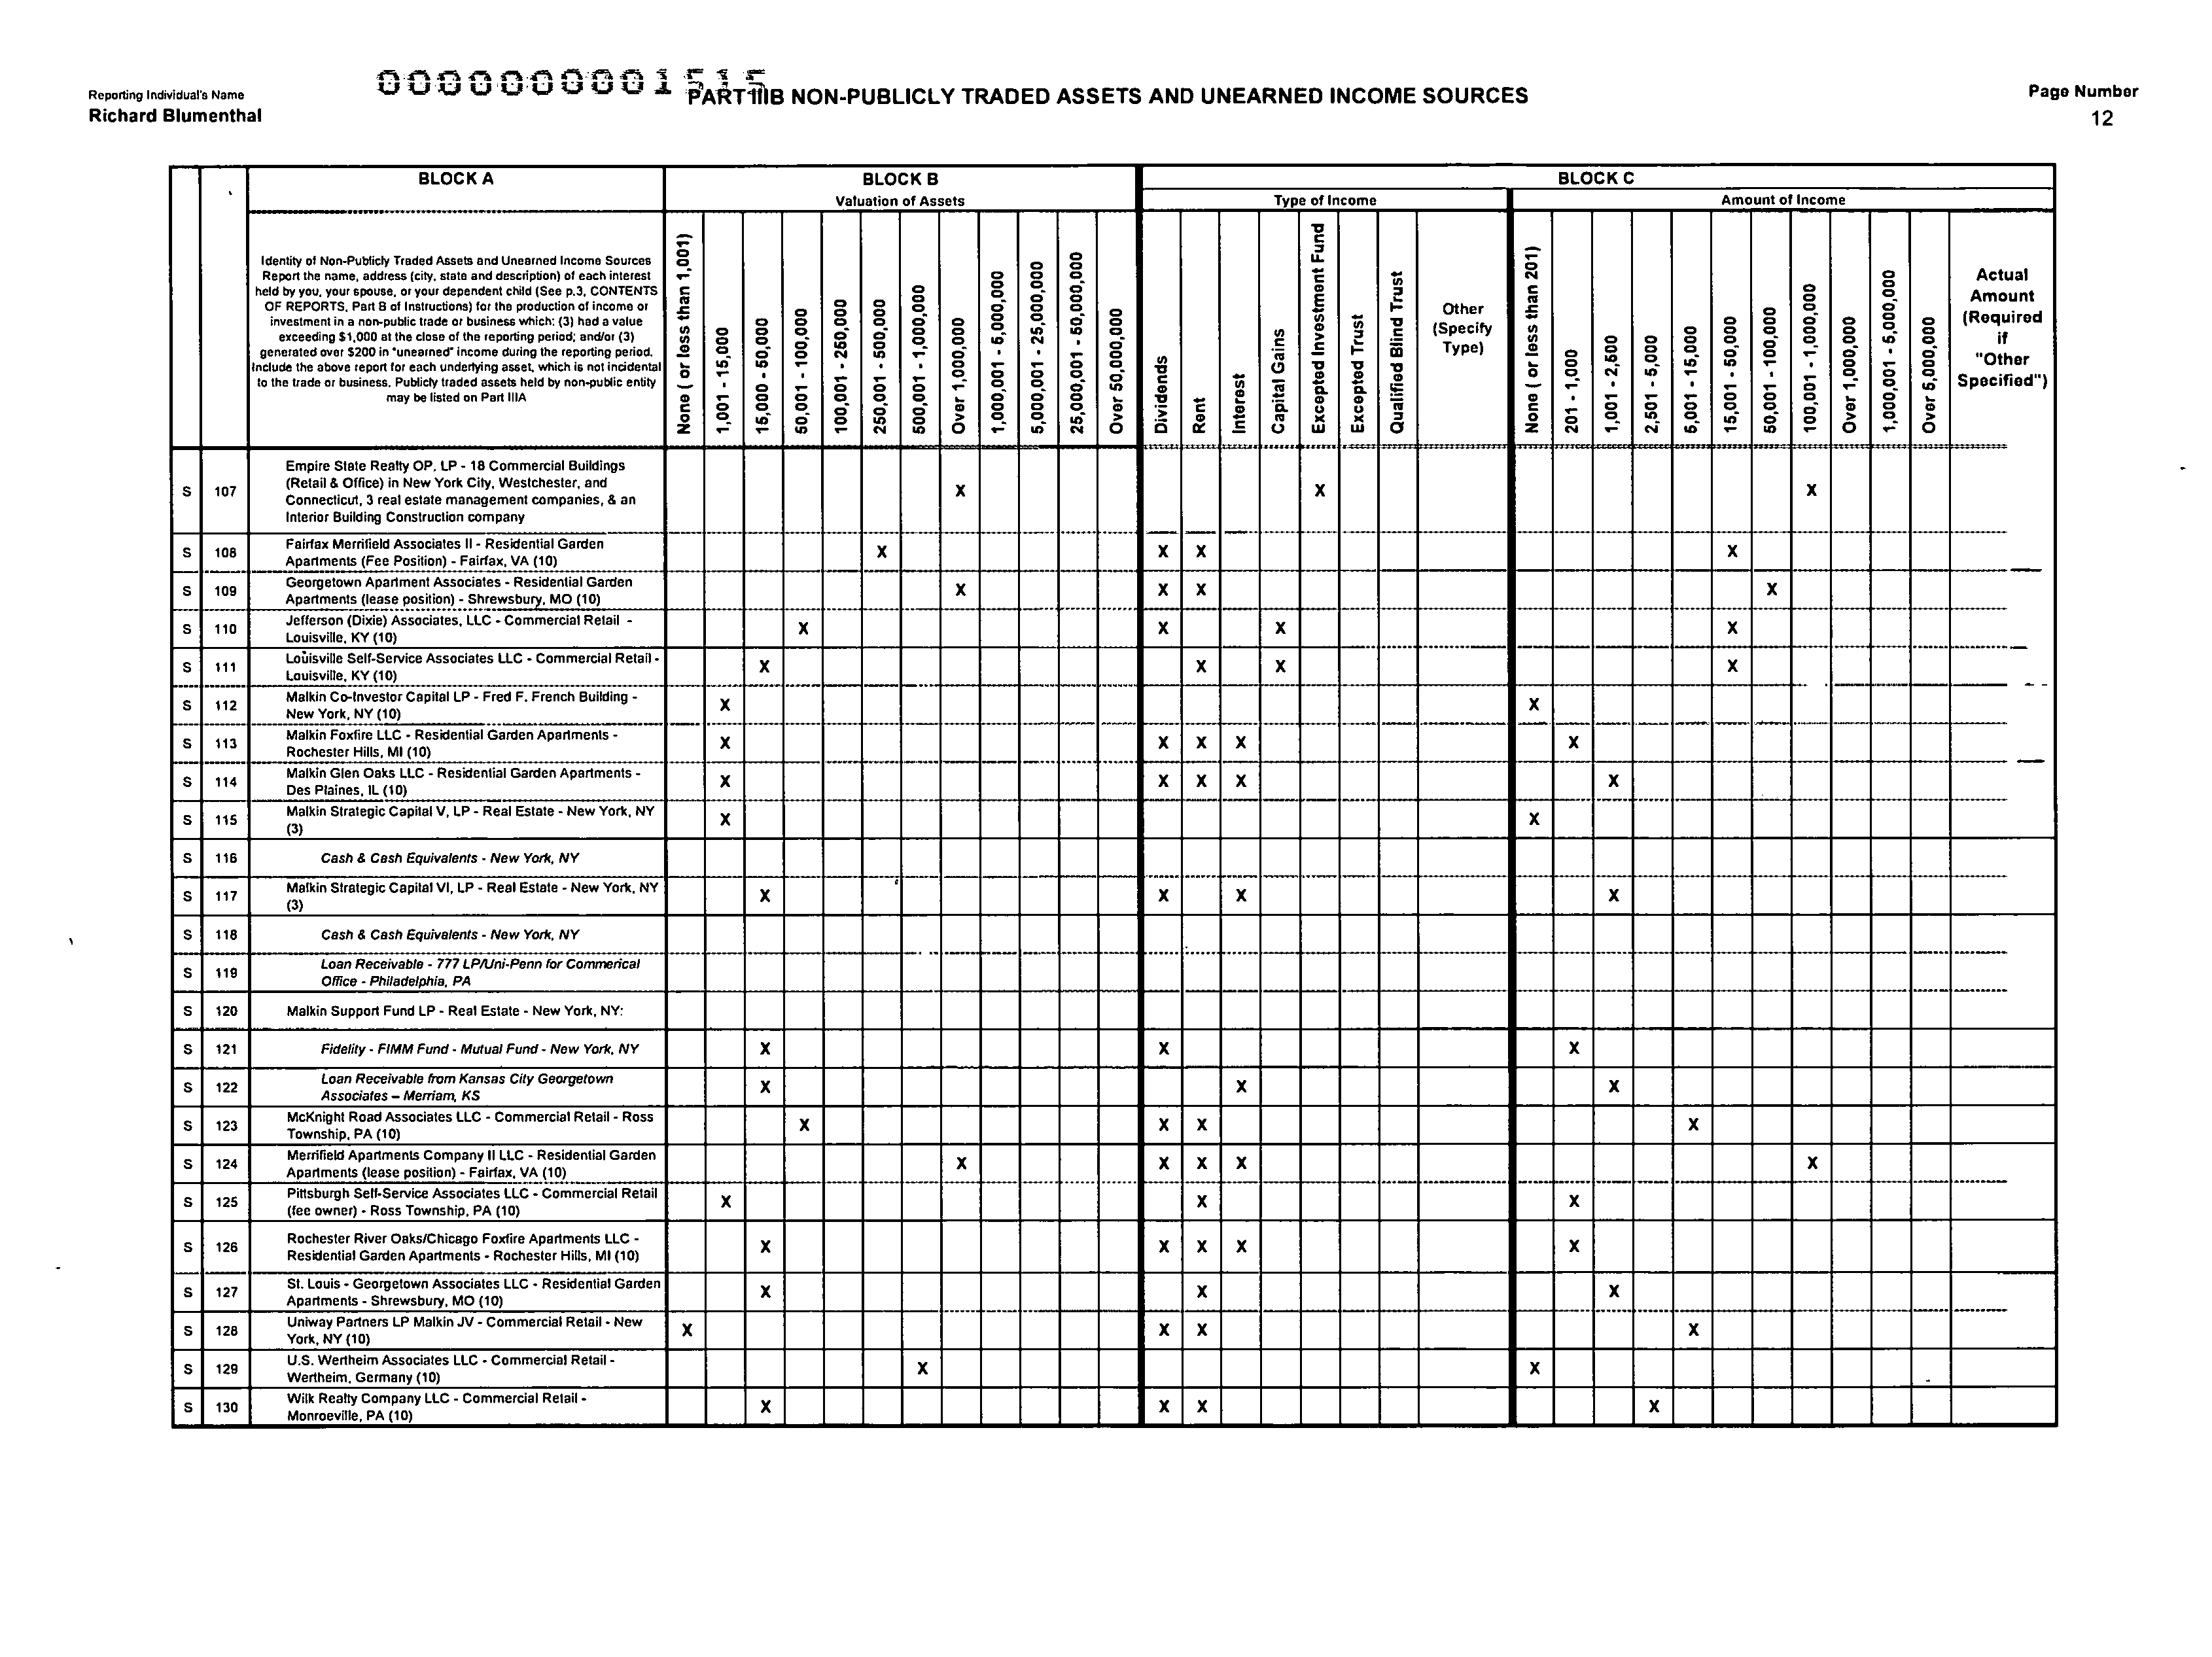 0000000001515
Reporting Individual's Name
Richard Blumenthal
PART IIIB NON-PUBLICLY TRADED ASSETS AND UNEARNED INCOME SOURCES
Page Number
12
BLOCK A
BLOCK B
BLOCK C
Valuation of Assets
Type of Income
Amount of Income
Identity of Non-Publicly Traded Assets and Unearned Income Sources
Report the name, address (city, state and description) of each interest
held by you, your spouse, or your dependent child (See p.3, CONTENTS
OF REPORTS, Part B of Instructions) for the production of income or
investment in a non-public trade or business which: (3) had a value
exceeding $1,000 at the close of the reporting period; and/or (3)
generated over $200 in "unearned" income during the reporting period.
Include the above report for each underlying asset, which is not incidental
to the trade or business. Publicly traded assets held by non-public entity
may be listed on Part IIIA
None ( or less than 1,001)
1,001 - 15,000
15,000 - 50,000
50,001 - 100,000
100,001 - 250,000
250,001 - 500,000
500,001 - 1,000,000
Over 1,000,000
1,000,001 - 5,000,000
5,000,001 - 25,000,000
25,000,001 - 50,000,000
Over 50,000,000
Dividends
Rent
Interest
Capital Gains
Excepted Investment Fund
Excepted Trust
Qualified Blind Trust
Other
(Specify
Type)
None ( or less than 201)
201 - 1,000
1,001 - 2,500
2,501 - 5,000
5,001 - 15,000
15,001 - 50,000
50,001 - 100,000
100,001 - 1,000,000
Over 1,000,000
1,000,001 - 5,000,000
Over 5,000,000
Actual
Amount
(Required
if
"Other
Specified")
S 107 Empire State Realty OP, LP - 18 Commercial Buildings
(Retail & Office) in New York City, Westchester, and
Connecticut, 3 real estate management companies, & an
Interior Building Construction company
X X X
S 108 Fairfax Merrifield Associates II - Residential Garden
Apartments (Fee Position) - Fairfax, VA (10)
X X X X
S 109 Georgetown Apartment Associates - Residential Garden
Apartments (lease position) - Shrewsbury, MO (10)
X X X X
S 110 Jefferson (Dixie) Associates, LLC - Commercial Retail -
Louisville, KY (10)
X X X X
S 111 Louisville Self-Service Associates LLC - Commercial Retail -
Louisville, KY (10)
X X X X
S 112 Malkin Co-Investor Capital LP - Fred F. French Building -
New York, NY (10)
X X
S 113 Malkin Foxfire LLC - Residential Garden Apartments -
Rochester Hills, MI (10)
X X X X X
S 114 Malkin Glen Oaks LLC - Residential Garden Apartments -
Des Plaines, IL (10)
X X X X X
S 115 Malkin Strategic Capital V, LP - Real Estate - New York, NY
(3)
X X
S 116 Cash & Cash Equivalents - New York, NY
S 117 Malkin Strategic Capital VI, LP - Real Estate - New York, NY
(3)
X X X X
S 118 Cash & Cash Equivalents - New York, NY
S 119 Loan Receivable - 777 LP/Uni-Penn for Commerical
Office - Philadelphia, PA
S 120 Malkin Support Fund LP - Real Estate - New York, NY:
S 121 Fidelity - FIMM Fund - Mutual Fund - New York, NY
X X X
S 122 Loan Receivable from Kansas City Georgetown
Associates – Merriam, KS
X X X
S 123 McKnight Road Associates LLC - Commercial Retail - Ross
Township, PA (10)
X X X X
S 124 Merrifield Apartments Company II LLC - Residential Garden
Apartments (lease position) - Fairfax, VA (10)
X X X X X
S 125 Pittsburgh Self-Service Associates LLC - Commercial Retail
(fee owner) - Ross Township, PA (10)
X X X
S 126 Rochester River Oaks/Chicago Foxfire Apartments LLC -
Residential Garden Apartments - Rochester Hills, MI (10)
X X X X X
S 127 St. Louis - Georgetown Associates LLC - Residential Garden
Apartments - Shrewsbury, MO (10)
X X X
S 128 Uniway Partners LP Malkin JV - Commercial Retail - New
York, NY (10)
X X X X
S 129 U.S. Wertheim Associates LLC - Commercial Retail -
Wertheim, Germany (10)
X X
S 130 Wilk Realty Company LLC - Commercial Retail -
Monroeville, PA (10)
X X X X